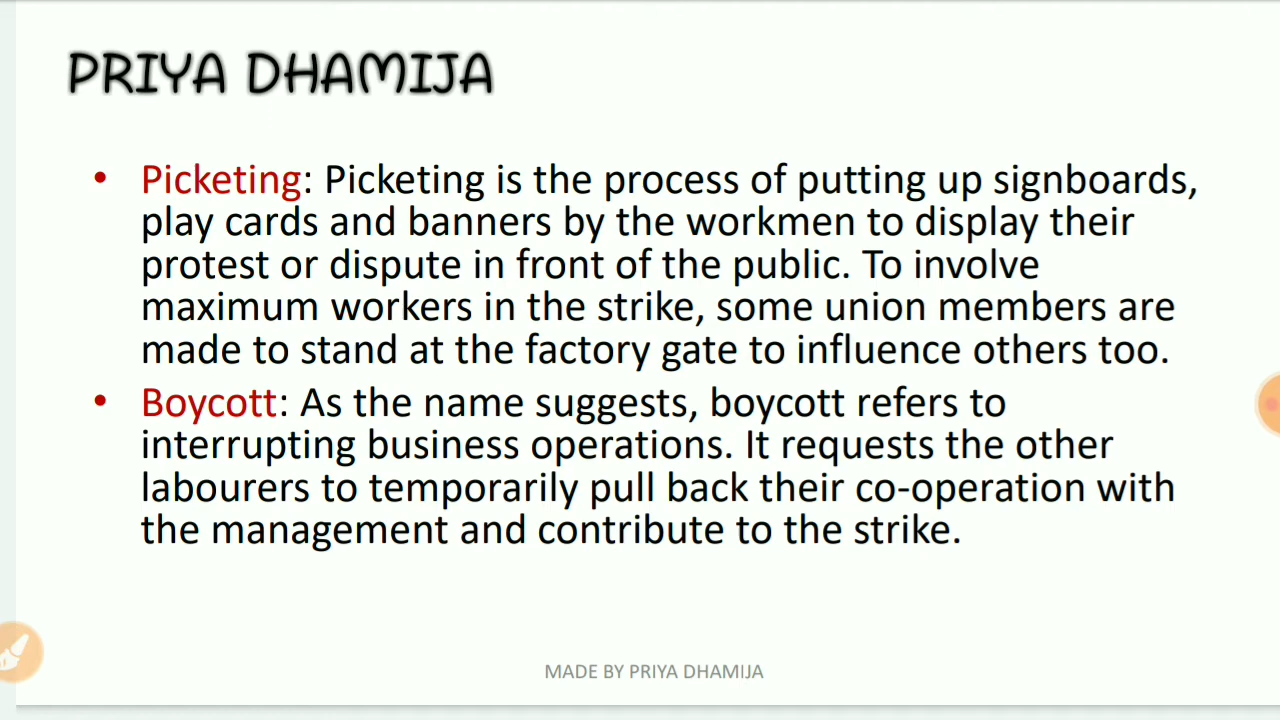 PRIYA DHAMIJA
• Picketing: Picketing is the process of putting up signboards,
play cards and banners by the workmen to display their
protest or dispute in front of the public. To involve
maximum workers in the strike, some union members are
made to stand at the factory gate to influence others too.
• Boycott: As the name suggests, boycott refers to
interrupting business operations. It requests the other
labourers to temporarily pull back their co-operation with
the management and contribute to the strike.
MADE BY PRIYA DHAMIJA